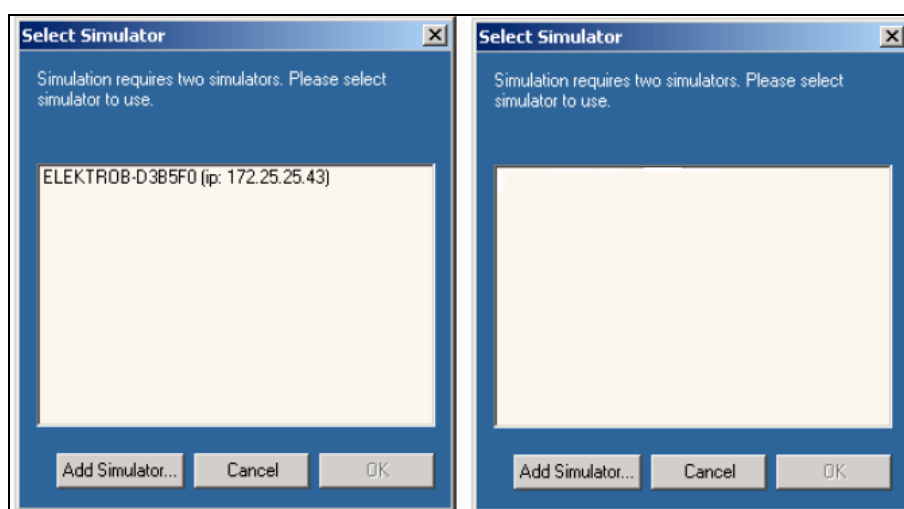 Select Simulator
Simulation requires two simulators. Please select
simulator to use.
ELEKTROB-D3B5F0 (ip: 172.25.25.43)
Add Simulator...
Cancel
OK
Select Simulator
Simulation requires two simulators. Please select
simulator to use.
Add Simulator...
Cancel
OK